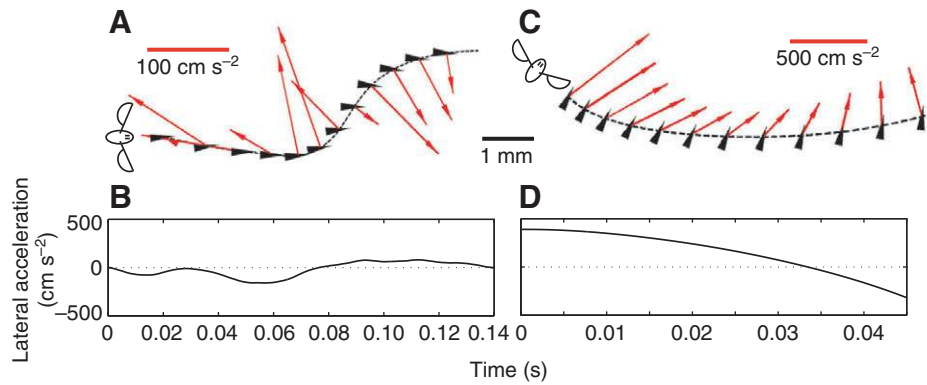 A
100 cm s⁻²
C
500 cm s⁻²
1 mm
B
D
Lateral acceleration
(cm s⁻²)
500
0
−500
0 0.02 0.04 0.06 0.08 0.10 0.12 0.14
0 0.01 0.02 0.03 0.04
Time (s)